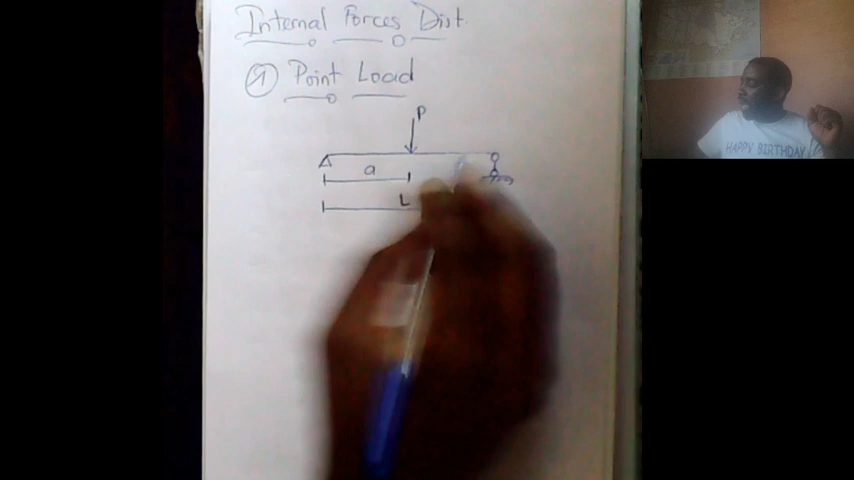 Internal Forces Dist.
1 Point Load
P
a
L
HAPPY BIRTHDAY